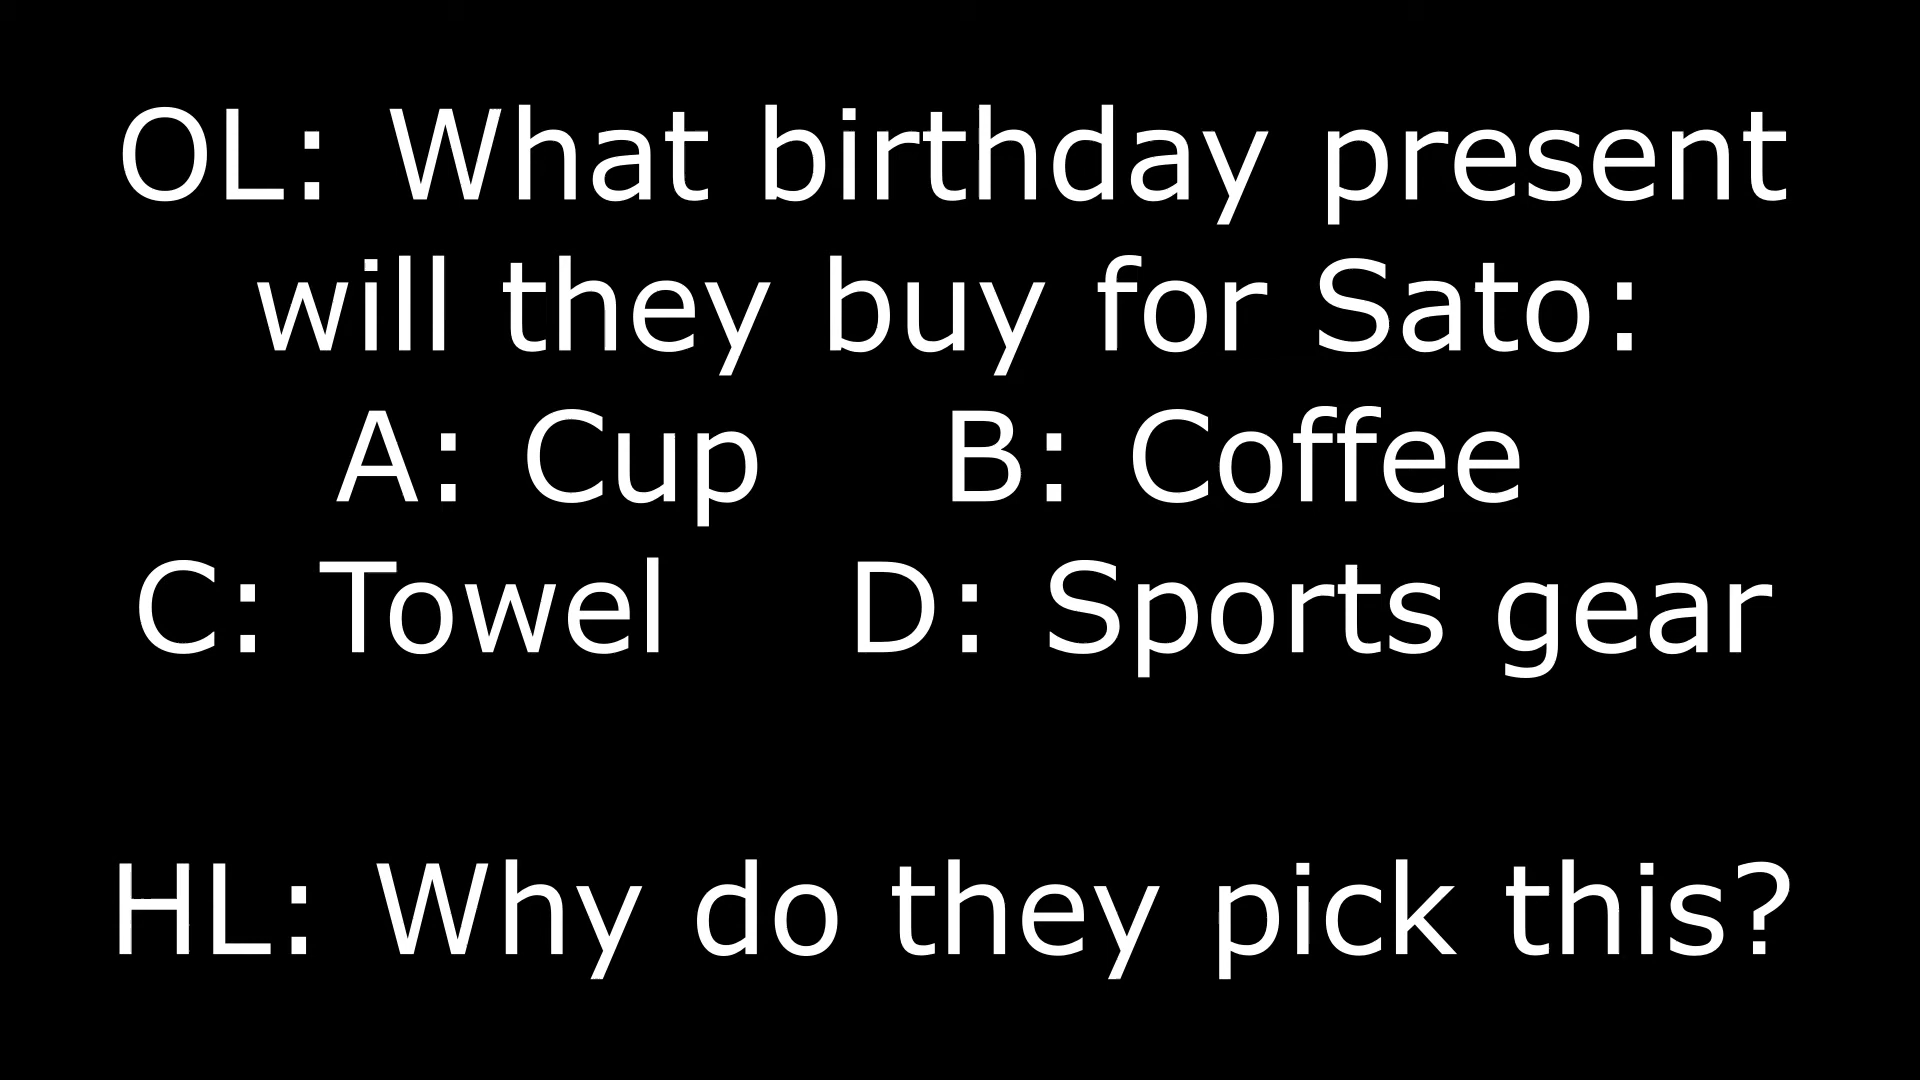 OL: What birthday present
will they buy for Sato:
A: Cup B: Coffee
C: Towel D: Sports gear
HL: Why do they pick this?